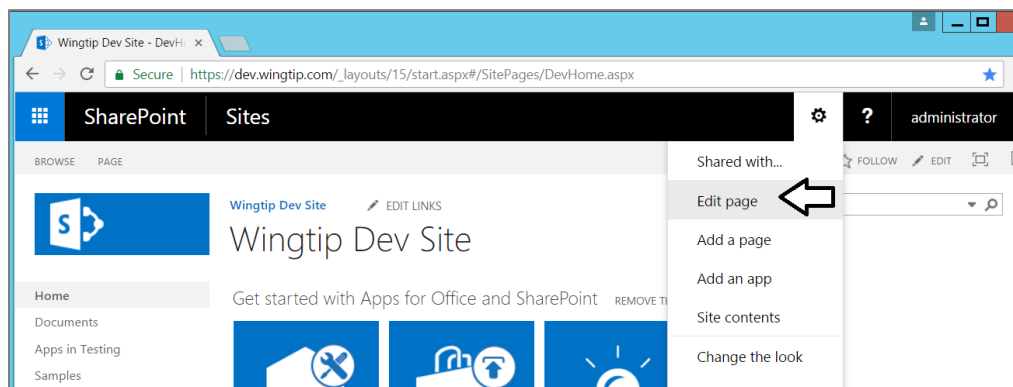 Wingtip Dev Site - DevH
Secure | https://dev.wingtip.com/_layouts/15/start.aspx#/SitePages/DevHome.aspx
SharePoint Sites ? administrator
BROWSE PAGE FOLLOW EDIT
Shared with...
Edit page
Add a page
Add an app
Site contents
Change the look
S
Wingtip Dev Site EDIT LINKS
Wingtip Dev Site
Get started with Apps for Office and SharePoint REMOVE TH
Home
Documents
Apps in Testing
Samples